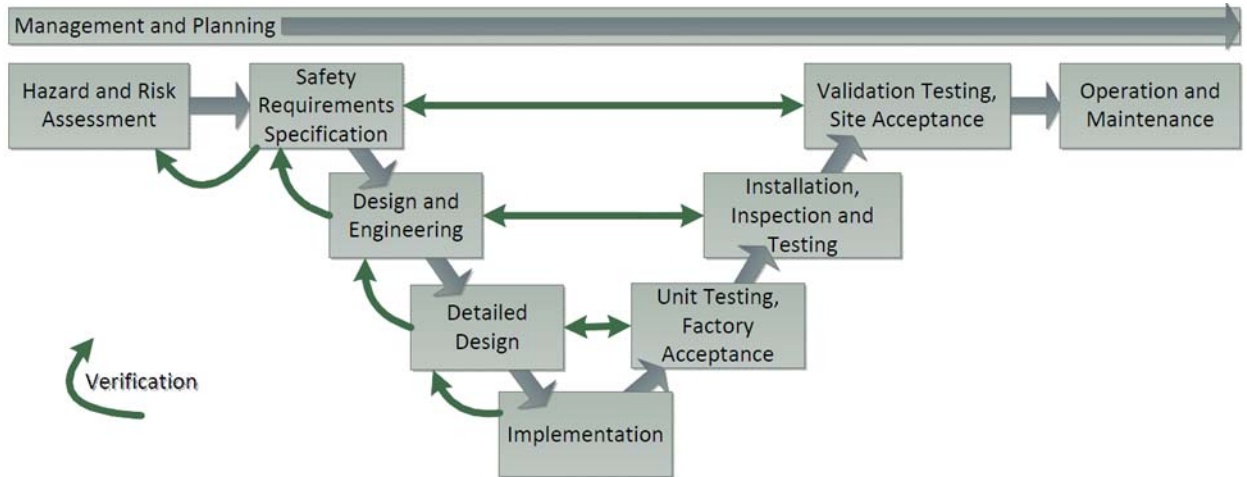 Management and Planning
Hazard and Risk
Assessment
Safety
Requirements
Specification
Validation Testing,
Site Acceptance
Operation and
Maintenance
Design and
Engineering
Installation,
Inspection and
Testing
Detailed
Design
Unit Testing,
Factory
Acceptance
Verification
Implementation